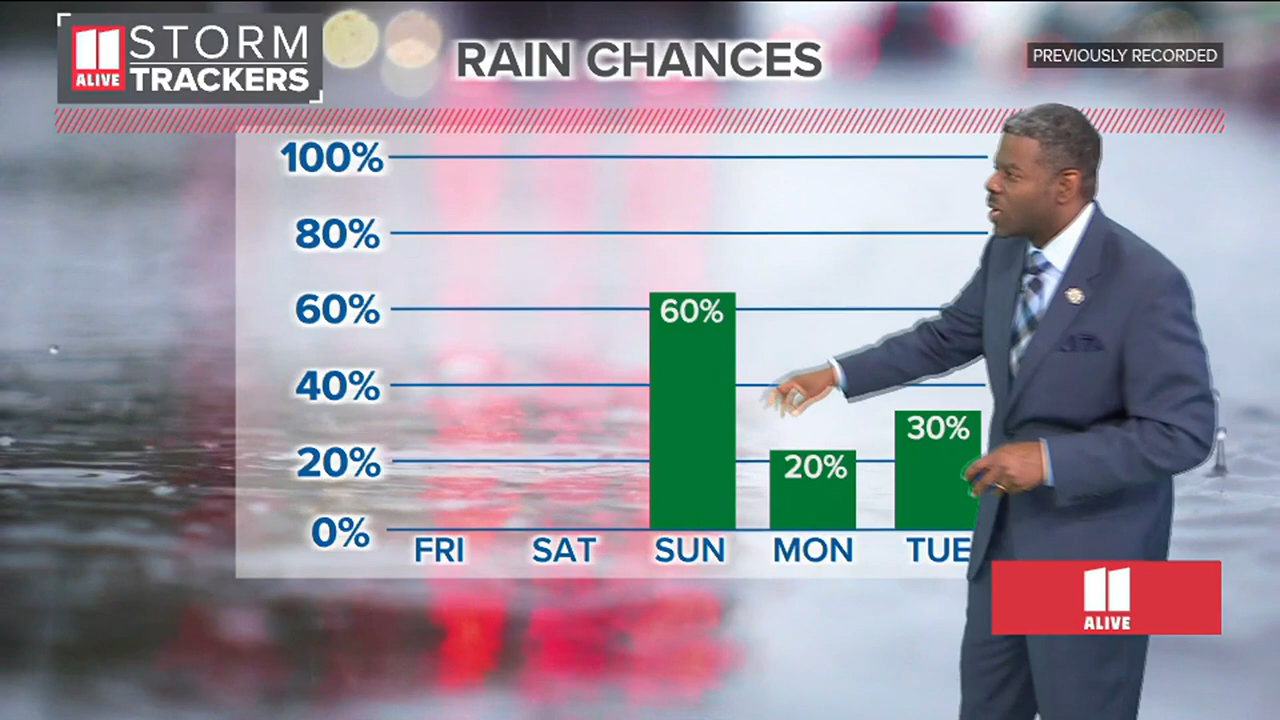 11 ALIVE
STORM
TRACKERS
RAIN CHANCES
PREVIOUSLY RECORDED
100%
80%
60%
40%
20%
0%
60%
20%
30%
FRI SAT SUN MON TUE
11
ALIVE